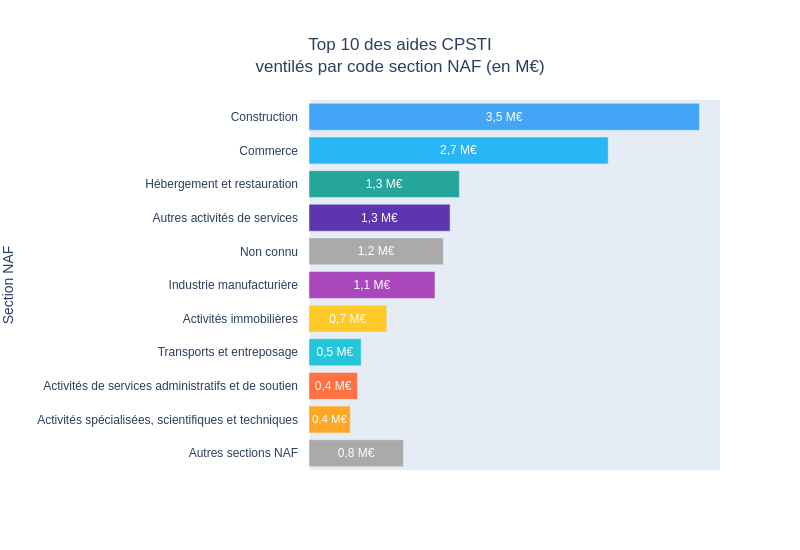 Top 10 des aides CPSTI
ventilés par code section NAF (en M€)
Section NAF
Construction 3,5 M€
Commerce 2,7 M€
Hébergement et restauration 1,3 M€
Autres activités de services 1,3 M€
Non connu 1,2 M€
Industrie manufacturière 1,1 M€
Activités immobilières 0,7 M€
Transports et entreposage 0,5 M€
Activités de services administratifs et de soutien 0,4 M€
Activités spécialisées, scientifiques et techniques 0,4 M€
Autres sections NAF 0,8 M€